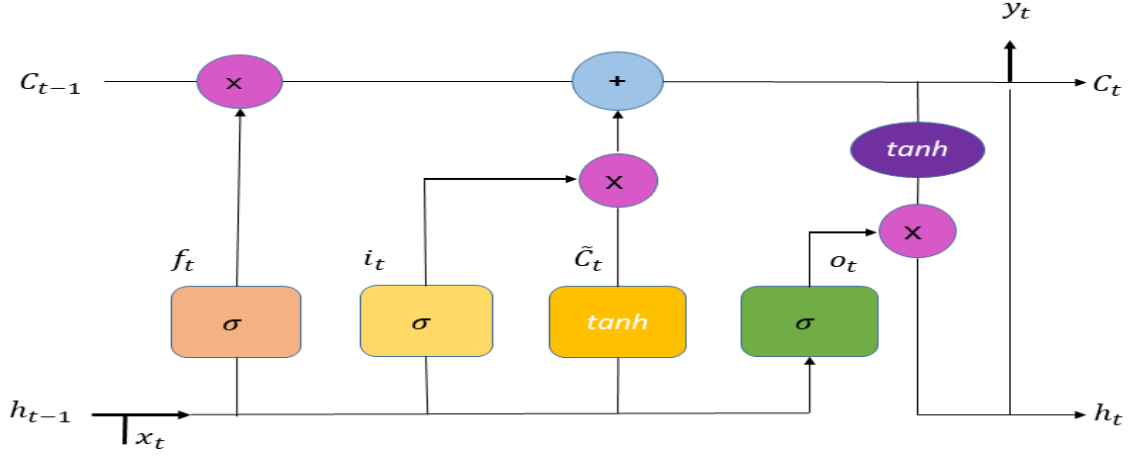 y_t
C_{t-1}
x
+
C_t
tanh
x
x
f_t
i_t
C̃_t
o_t
σ
σ
tanh
σ
h_{t-1}
x_t
h_t